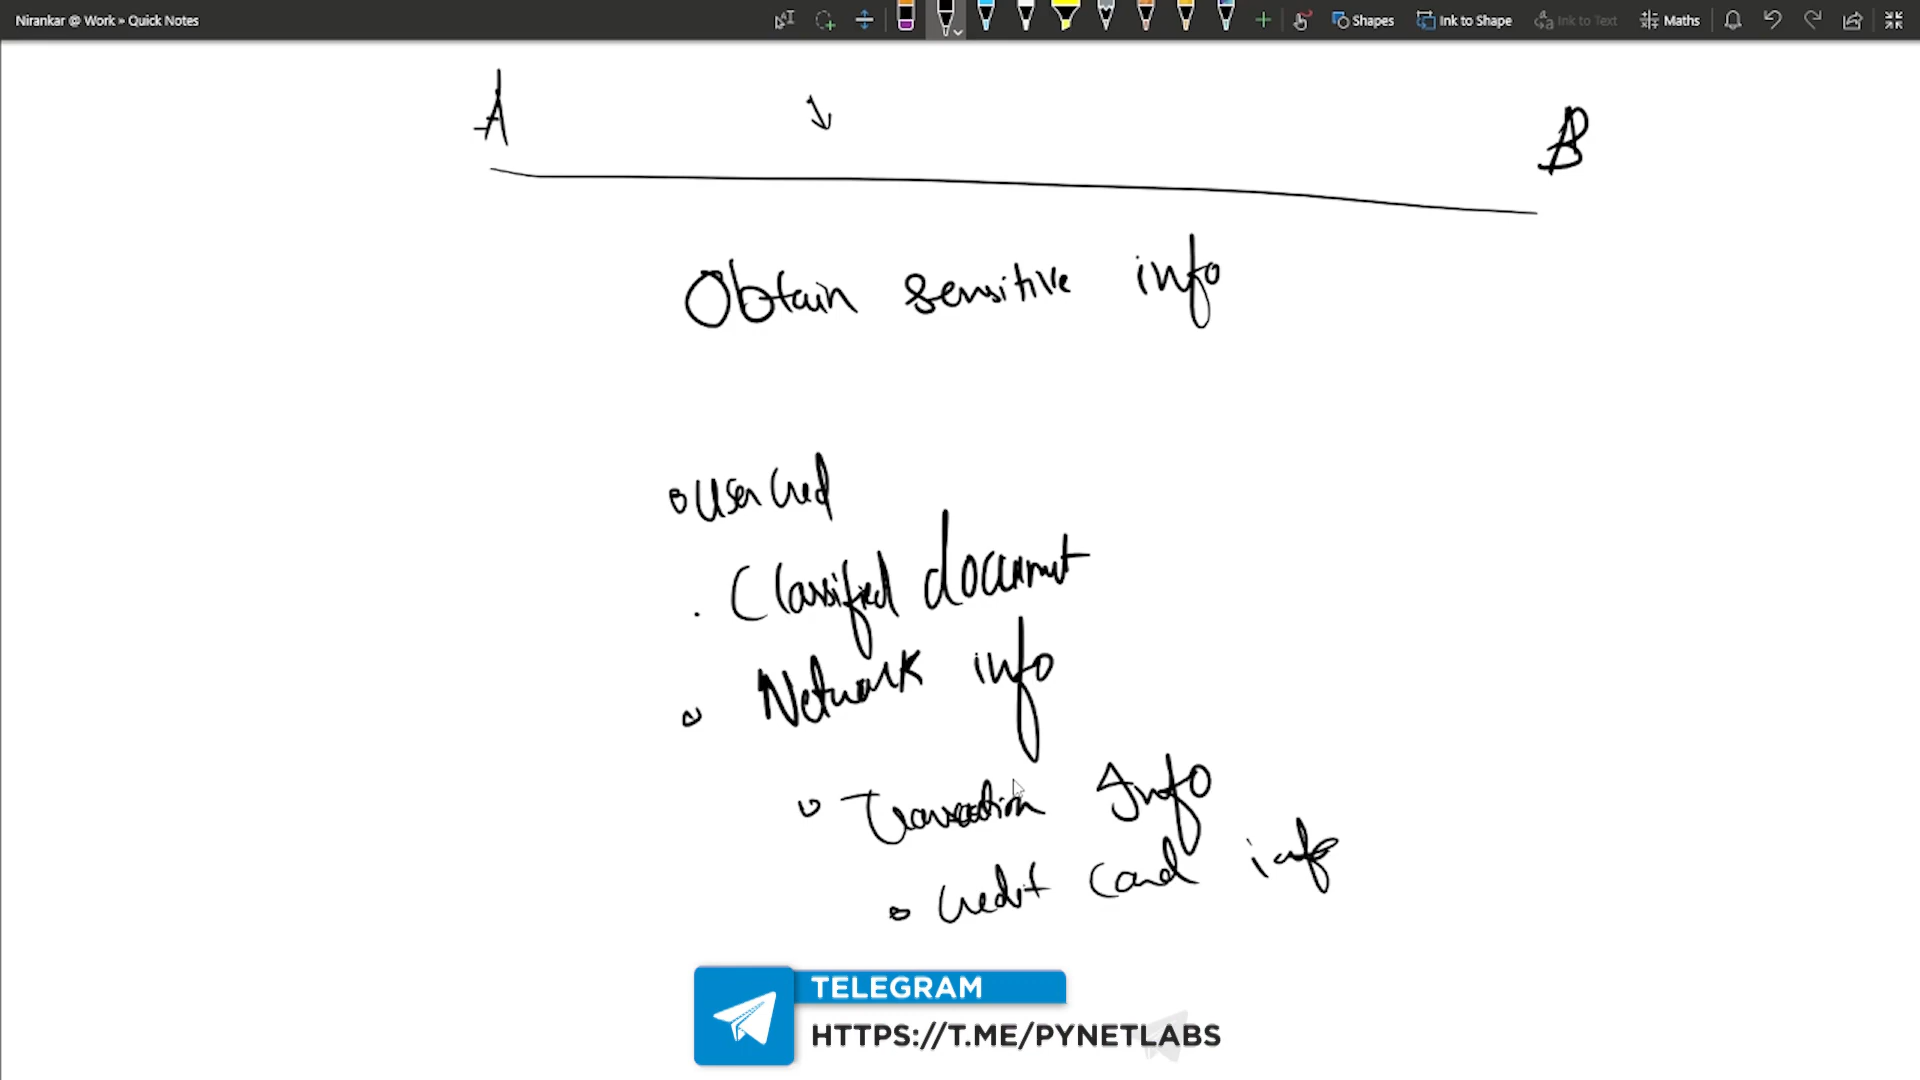 Nirankar @ Work » Quick Notes
Shapes
Ink to Shape
Ink to Text
Maths
A
B
Obtain sensitive info
User Cred
Classified document
Network info
Transaction Info
Credit Card info
TELEGRAM
HTTPS://T.ME/PYNETLABS